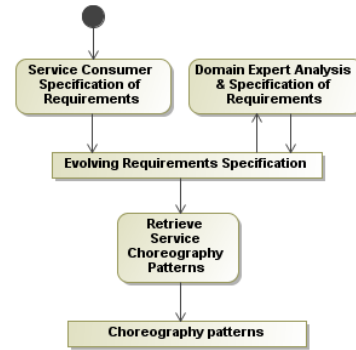 Service Consumer
Specification of
Requirements
Domain Expert Analysis
& Specification of
Requirements
Evolving Requirements Specification
Retrieve
Service
Choreography
Patterns
Choreography patterns